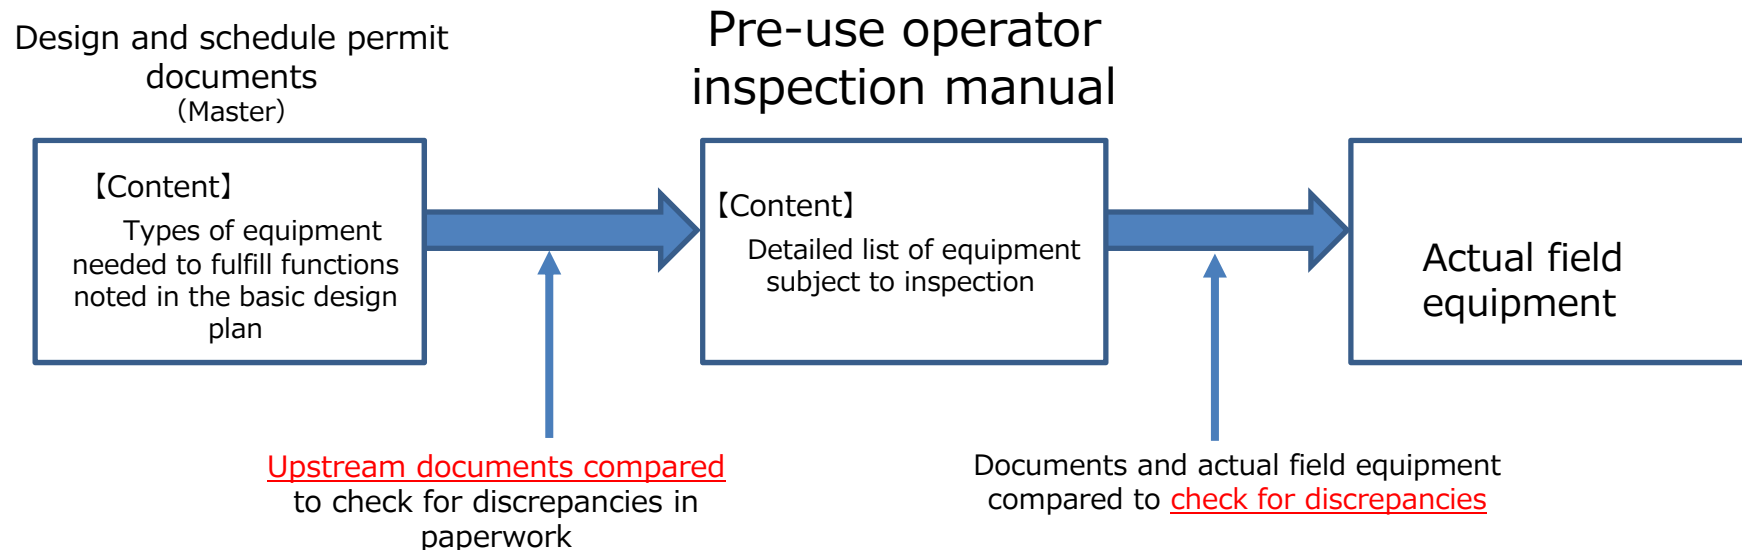 Design and schedule permit
documents
(Master)
Pre-use operator
inspection manual
【Content】
Types of equipment
needed to fulfill functions
noted in the basic design
plan
【Content】
Detailed list of equipment
subject to inspection
Actual field
equipment
Upstream documents compared
to check for discrepancies in
paperwork
Documents and actual field equipment
compared to check for discrepancies